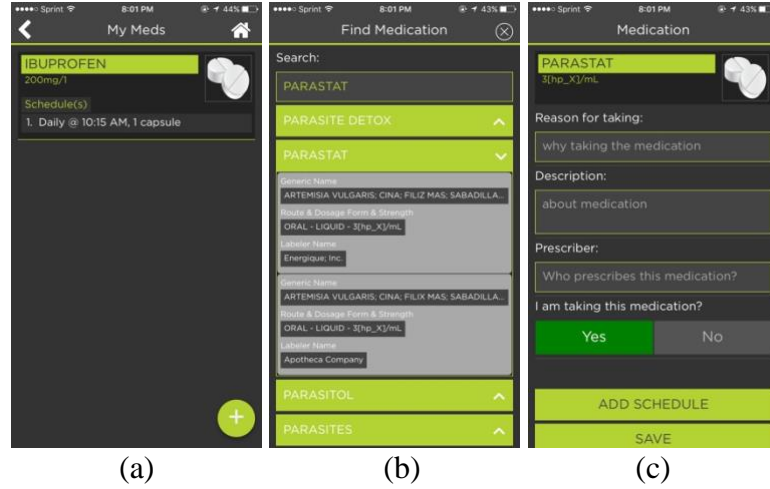 Sprint 8:01 PM 44%
My Meds
IBUPROFEN
200mg/1
Schedule(s)
1. Daily @ 10:15 AM, 1 capsule
+
(a)
Sprint 8:01 PM 43%
Find Medication
Search:
PARASTAT
PARASITE DETOX
PARASTAT
Generic Name
ARTEMISIA VULGARIS; CINA; FILIZ MAS; SABADILLA...
Route & Dosage Form & Strength
ORAL - LIQUID - 3[hp_X]/mL
Labeler Name
Energique; Inc.
Generic Name
ARTEMISIA VULGARIS; CINA; FILIX MAS; SABADILLA...
Route & Dosage Form & Strength
ORAL - LIQUID - 3[hp_X]/mL
Labeler Name
Apotheca Company
PARASITOL
PARASITES
(b)
Sprint 8:01 PM 43%
Medication
PARASTAT
3[hp_X]/mL
Reason for taking:
why taking the medication
Description:
about medication
Prescriber:
Who prescribes this medication?
I am taking this medication?
Yes No
ADD SCHEDULE
SAVE
(c)